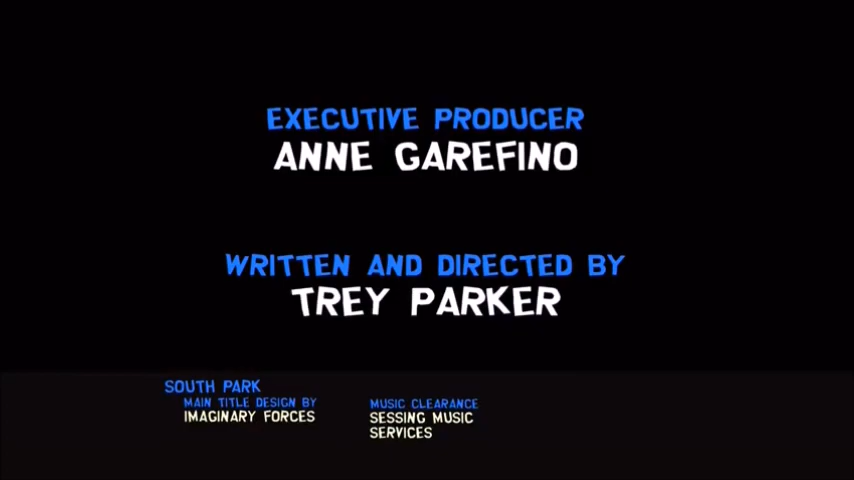 EXECUTIVE PRODUCER
ANNE GAREFINO
WRITTEN AND DIRECTED BY
TREY PARKER
SOUTH PARK
MAIN TITLE DESIGN BY
IMAGINARY FORCES
MUSIC CLEARANCE
SESSING MUSIC
SERVICES